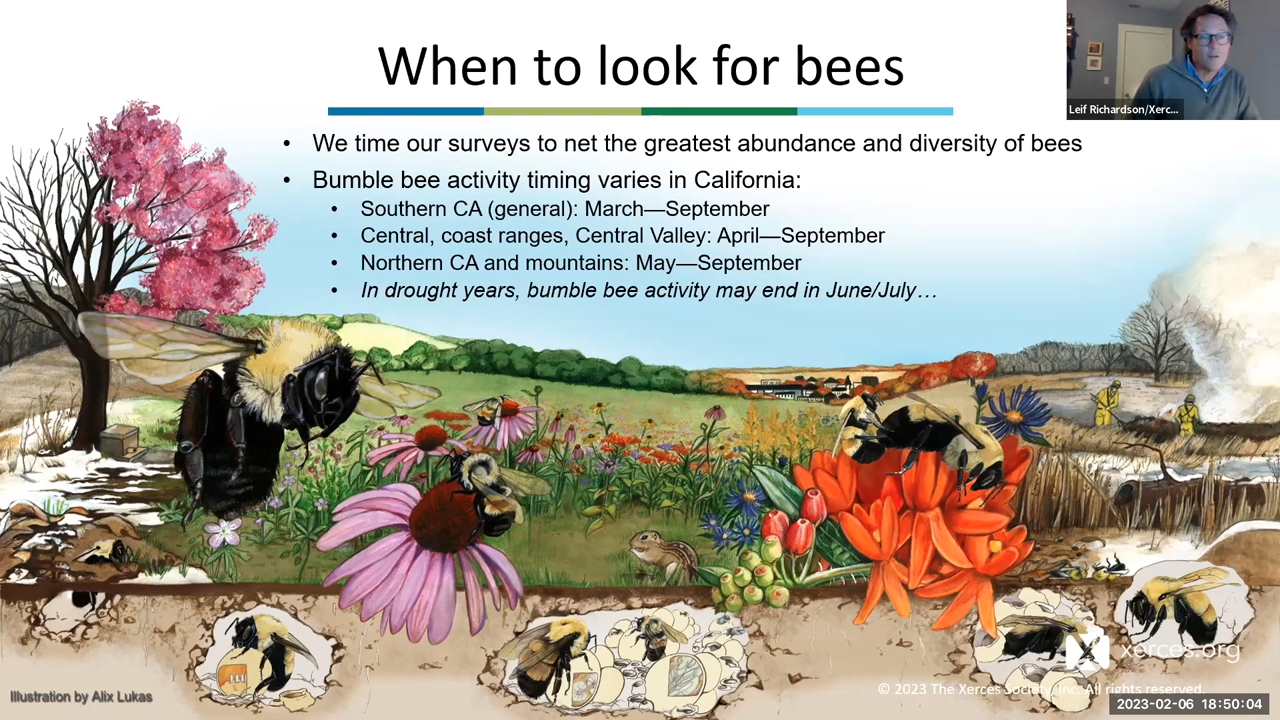 When to look for bees
Leif Richardson/Xerc...
• We time our surveys to net the greatest abundance and diversity of bees
• Bumble bee activity timing varies in California:
• Southern CA (general): March—September
• Central, coast ranges, Central Valley: April—September
• Northern CA and mountains: May—September
• In drought years, bumble bee activity may end in June/July…
xerces.org
Illustration by Alix Lukas
© 2023 The Xerces Society, Inc. All rights reserved.
2023-02-06 18:50:04